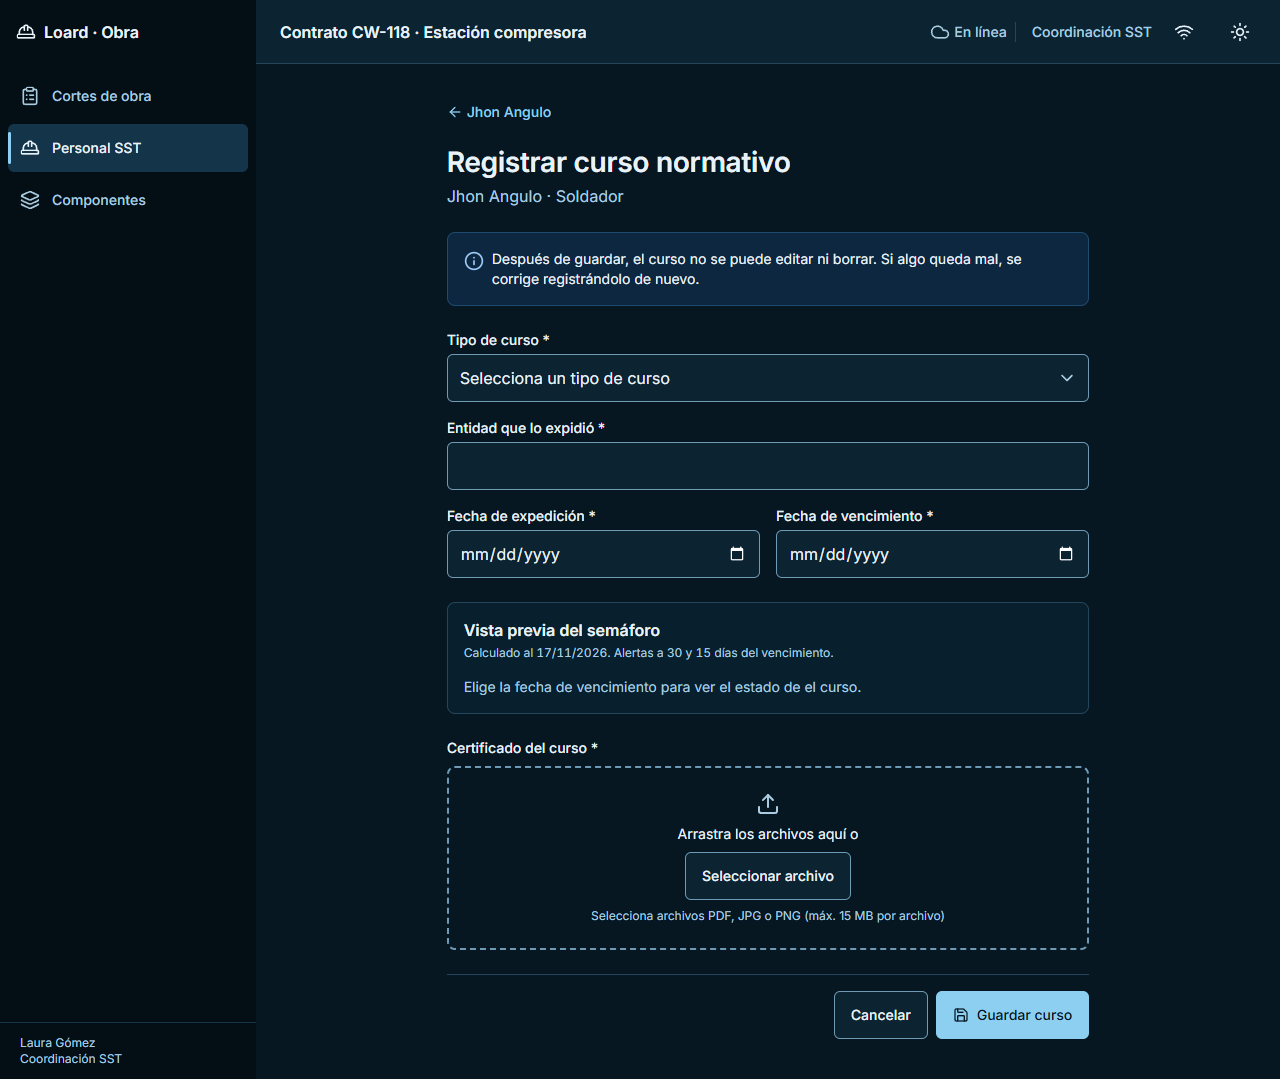 Loard · Obra
Contrato CW-118 · Estación compresora
En línea
Coordinación SST
Cortes de obra
Personal SST
Componentes
Jhon Angulo
Registrar curso normativo
Jhon Angulo · Soldador
Después de guardar, el curso no se puede editar ni borrar. Si algo queda mal, se
corrige registrándolo de nuevo.
Tipo de curso *
Selecciona un tipo de curso
Entidad que lo expidió *
Fecha de expedición *
Fecha de vencimiento *
mm/dd/yyyy
mm/dd/yyyy
Vista previa del semáforo
Calculado al 17/11/2026. Alertas a 30 y 15 días del vencimiento.
Elige la fecha de vencimiento para ver el estado de el curso.
Certificado del curso *
Arrastra los archivos aquí o
Seleccionar archivo
Selecciona archivos PDF, JPG o PNG (máx. 15 MB por archivo)
Cancelar
Guardar curso
Laura Gómez
Coordinación SST